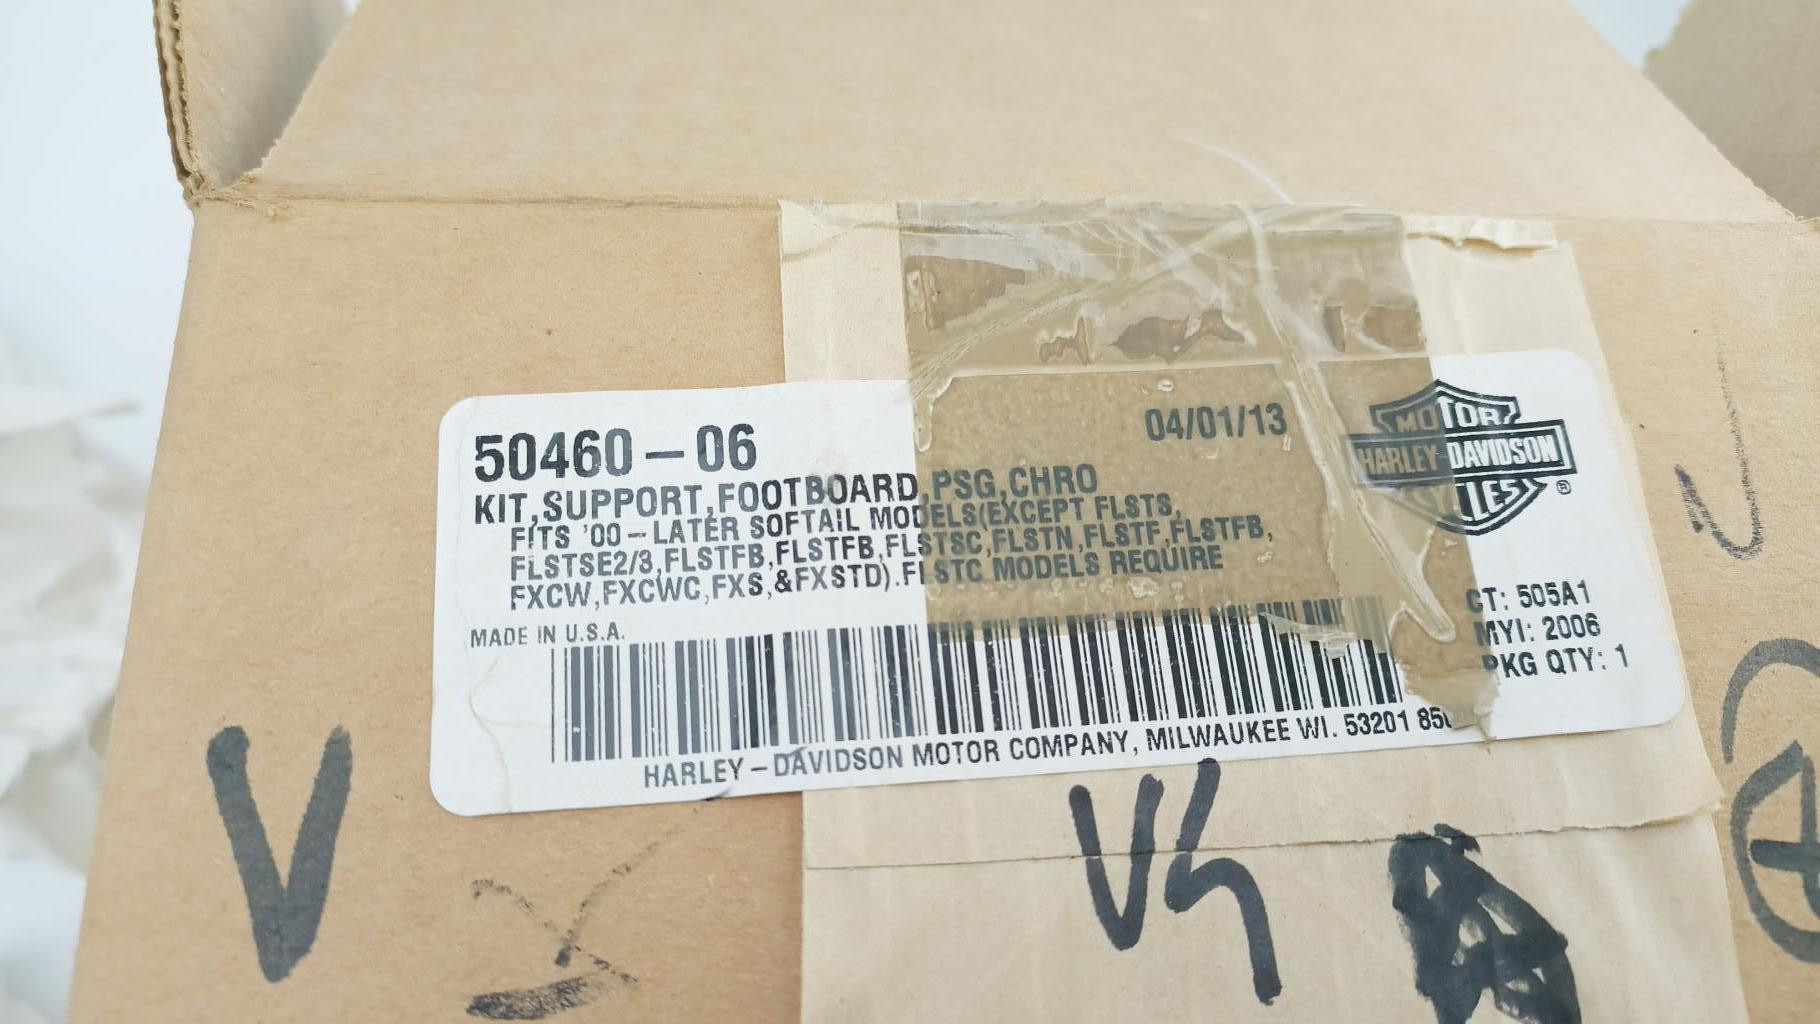 50460-06
04/01/13
KIT,SUPPORT,FOOTBOARD,PSG,CHRO
FITS '00-LATER SOFTAIL MODELS(EXCEPT FLSTS,
FLSTSE2/3,FLSTFB,FLSTFB,FLSTSC,FLSTN,FLSTF,FLSTFB,
FXCW,FXCWC,FXS,&FXSTD).FLSTC MODELS REQUIRE
MOTOR
HARLEY-DAVIDSON
®
MADE IN U.S.A.
CT: 505A1
MYI: 2006
PKG QTY: 1
HARLEY-DAVIDSON MOTOR COMPANY, MILWAUKEE WI. 53201
V